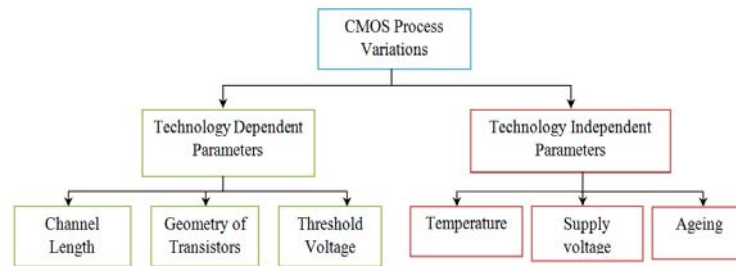 CMOS Process
Variations
Technology Dependent
Parameters
Technology Independent
Parameters
Channel
Length
Geometry of
Transistors
Threshold
Voltage
Temperature
Supply
voltage
Ageing